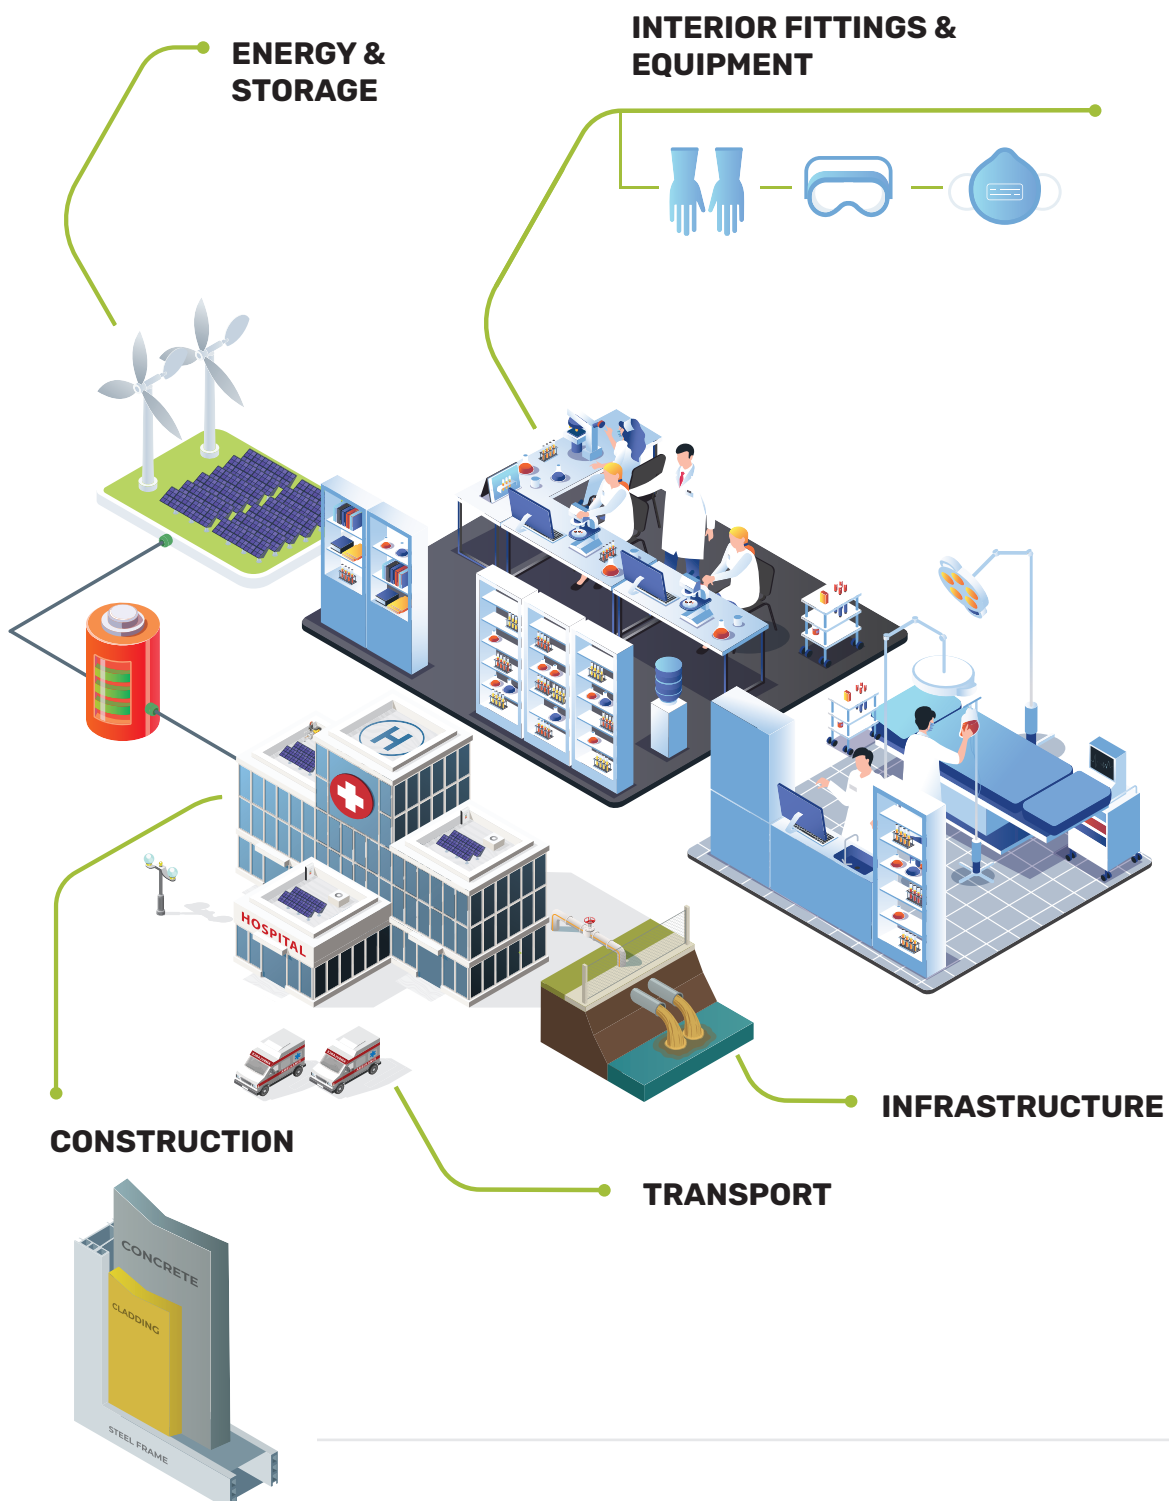 ENERGY &
STORAGE
INTERIOR FITTINGS &
EQUIPMENT
H
HOSPITAL
INFRASTRUCTURE
CONSTRUCTION
TRANSPORT
CONCRETE
CLADDING
STEEL FRAME